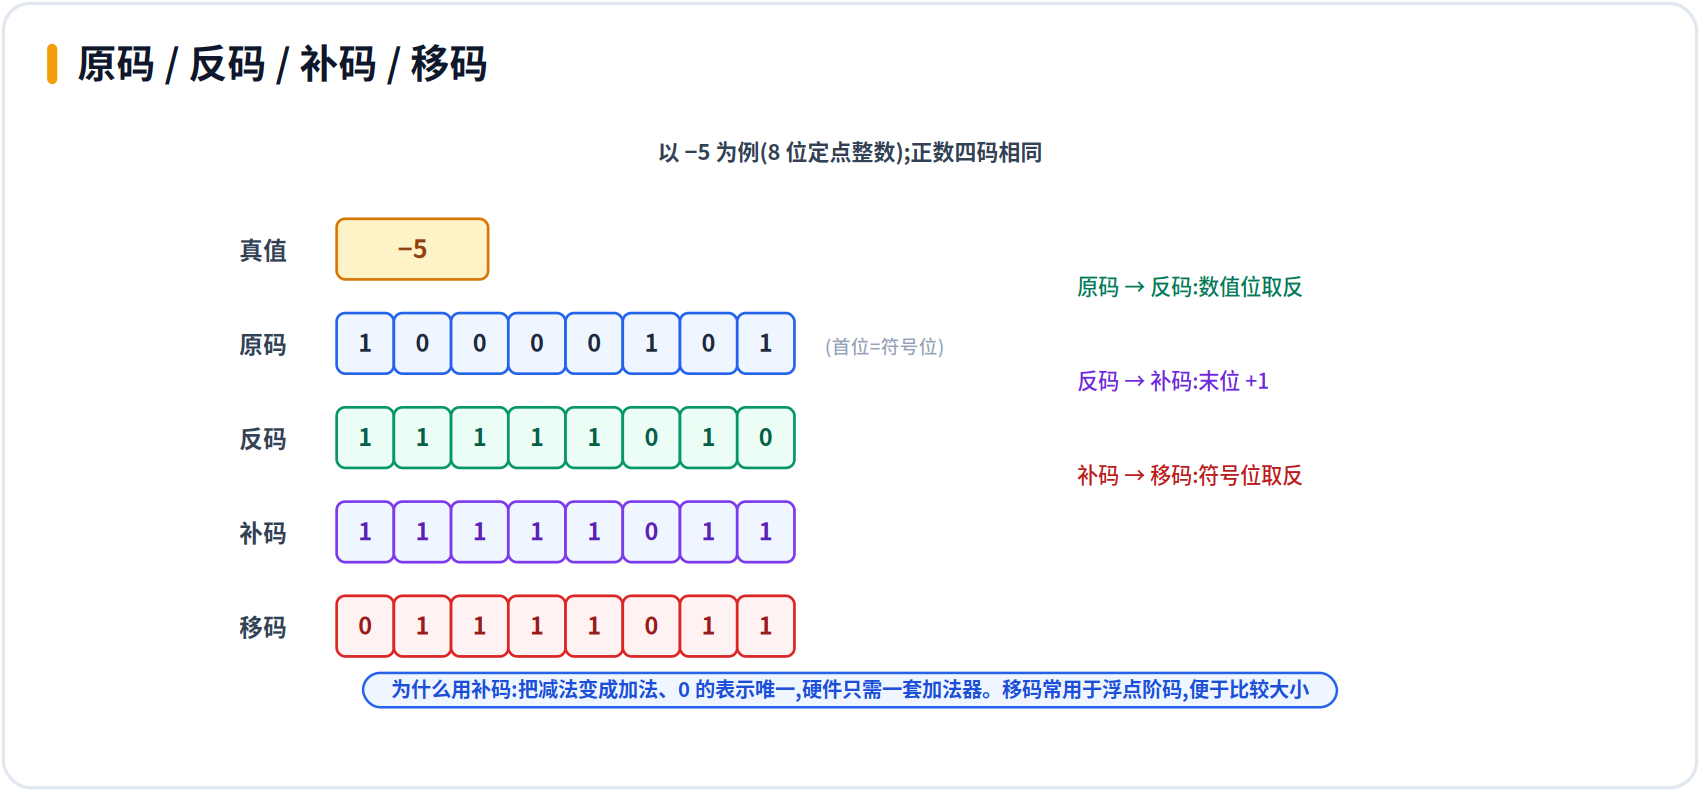 原码 / 反码 / 补码 / 移码
以 −5 为例(8 位定点整数);正数四码相同
真值
−5
原码 → 反码:数值位取反
原码
1 0 0 0 0 1 0 1
(首位=符号位)
反码 → 补码:末位 +1
反码
1 1 1 1 1 0 1 0
补码 → 移码:符号位取反
补码
1 1 1 1 1 0 1 1
移码
0 1 1 1 1 0 1 1
为什么用补码:把减法变成加法、0 的表示唯一,硬件只需一套加法器。移码常用于浮点阶码,便于比较大小